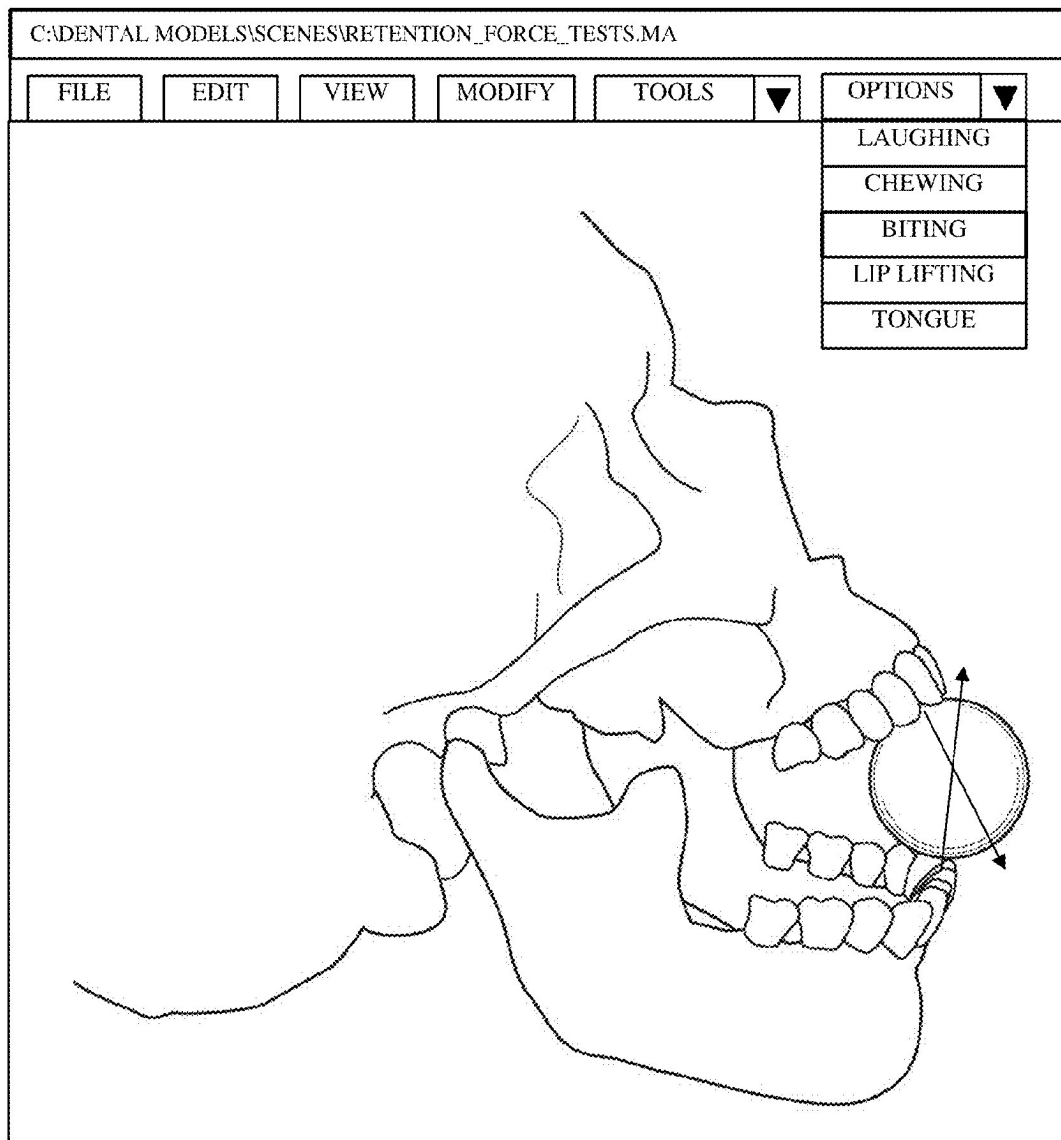 C:\DENTAL MODELS\SCENES\RETENTION_FORCE_TESTS.MA
FILE EDIT VIEW MODIFY TOOLS OPTIONS
LAUGHING
CHEWING
BITING
LIP LIFTING
TONGUE